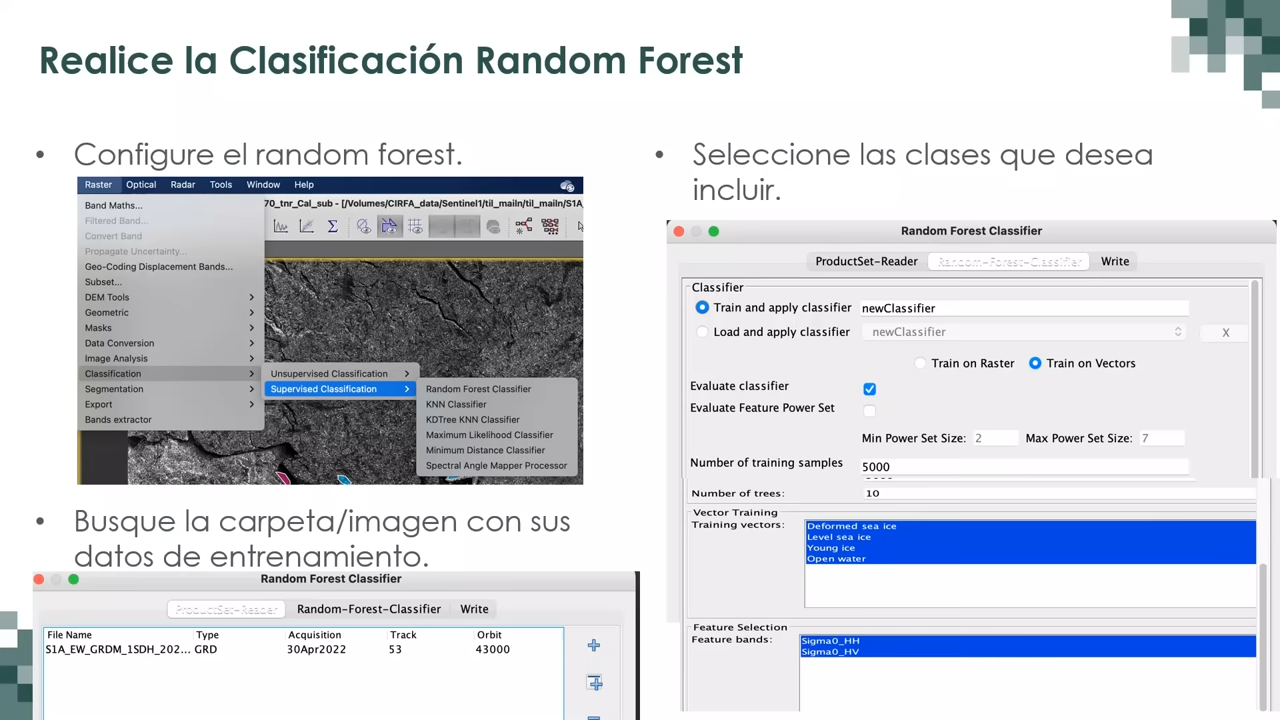 Realice la Clasificación Random Forest
• Configure el random forest.
Raster Optical Radar Tools Window Help
70_tnr_Cal_sub - [/Volumes/CIRFA_data/Sentinel1/til_mailn/til_mailn/S1A_
Band Maths...
Filtered Band...
Convert Band
Propagate Uncertainty...
Geo-Coding Displacement Bands...
Subset...
DEM Tools
Geometric
Masks
Data Conversion
Image Analysis
Classification
Segmentation
Export
Bands extractor
Unsupervised Classification
Supervised Classification
Random Forest Classifier
KNN Classifier
KDTree KNN Classifier
Maximum Likelihood Classifier
Minimum Distance Classifier
Spectral Angle Mapper Processor
• Busque la carpeta/imagen con sus
datos de entrenamiento.
Random Forest Classifier
ProductSet-Reader Random-Forest-Classifier Write
File Name Type Acquisition Track Orbit
S1A_EW_GRDM_1SDH_202... GRD 30Apr2022 53 43000
• Seleccione las clases que desea
incluir.
Random Forest Classifier
ProductSet-Reader Random-Forest-Classifier Write
Classifier
Train and apply classifier newClassifier
Load and apply classifier newClassifier X
Train on Raster Train on Vectors
Evaluate classifier
Evaluate Feature Power Set
Min Power Set Size: 2 Max Power Set Size: 7
Number of training samples 5000
Number of trees: 10
Vector Training
Training vectors: Deformed sea ice
Level sea ice
Young ice
Open water
Feature Selection
Feature bands: Sigma0_HH
Sigma0_HV